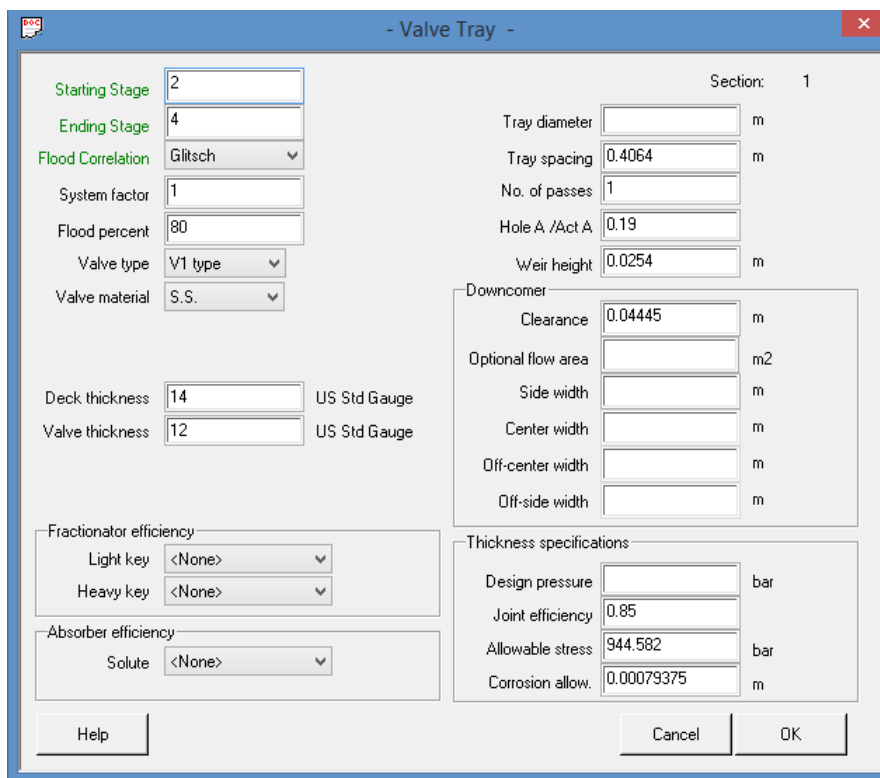 DOC
- Valve Tray -
Section: 1
Starting Stage 2
Ending Stage 4
Flood Correlation Glitsch
System factor 1
Flood percent 80
Valve type V1 type
Valve material S.S.
Deck thickness 14 US Std Gauge
Valve thickness 12 US Std Gauge
Fractionator efficiency
Light key <None>
Heavy key <None>
Absorber efficiency
Solute <None>
Tray diameter m
Tray spacing 0.4064 m
No. of passes 1
Hole A /Act A 0.19
Weir height 0.0254 m
Downcomer
Clearance 0.04445 m
Optional flow area m2
Side width m
Center width m
Off-center width m
Off-side width m
Thickness specifications
Design pressure bar
Joint efficiency 0.85
Allowable stress 944.582 bar
Corrosion allow. 0.00079375 m
Help Cancel OK